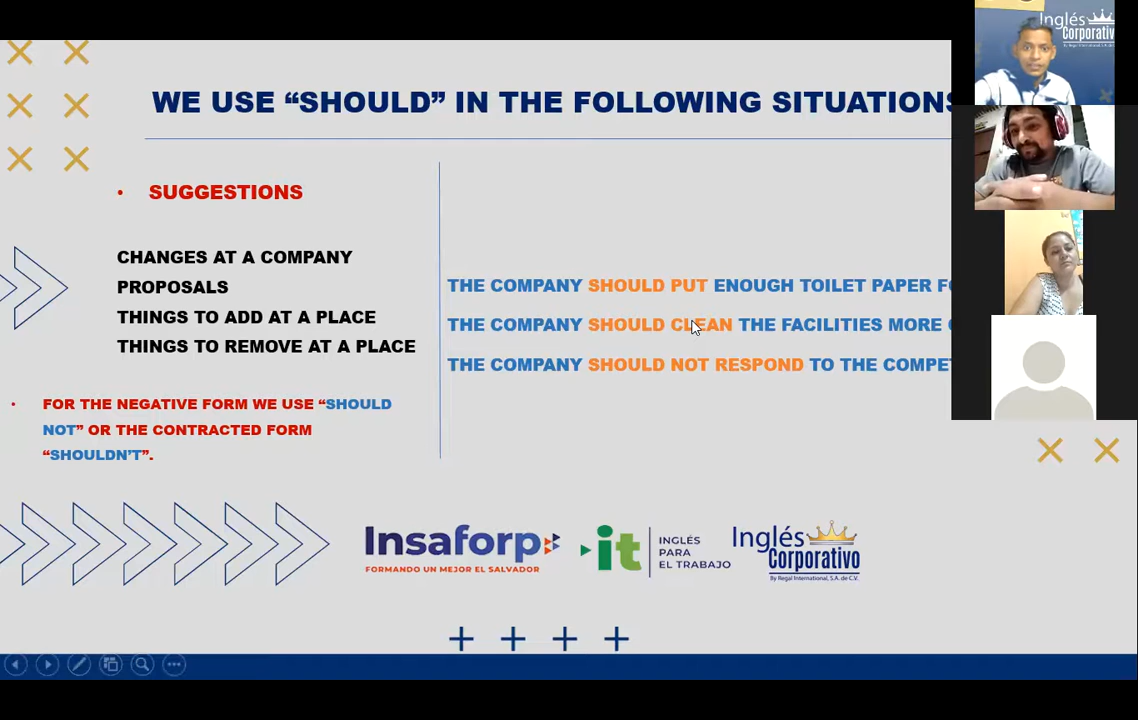 Inglés
Corporativo
WE USE “SHOULD” IN THE FOLLOWING SITUATIONS
• SUGGESTIONS
CHANGES AT A COMPANY
PROPOSALS
THINGS TO ADD AT A PLACE
THINGS TO REMOVE AT A PLACE
• FOR THE NEGATIVE FORM WE USE “SHOULD
NOT” OR THE CONTRACTED FORM
“SHOULDN’T”.
THE COMPANY SHOULD PUT ENOUGH TOILET PAPER
THE COMPANY SHOULD CLEAN THE FACILITIES MORE
THE COMPANY SHOULD NOT RESPOND TO THE
Insaforp
FORMANDO UN MEJOR EL SALVADOR
it
INGLÉS
PARA
EL TRABAJO
Inglés
Corporativo
By Regal International, S.A. de C.V.